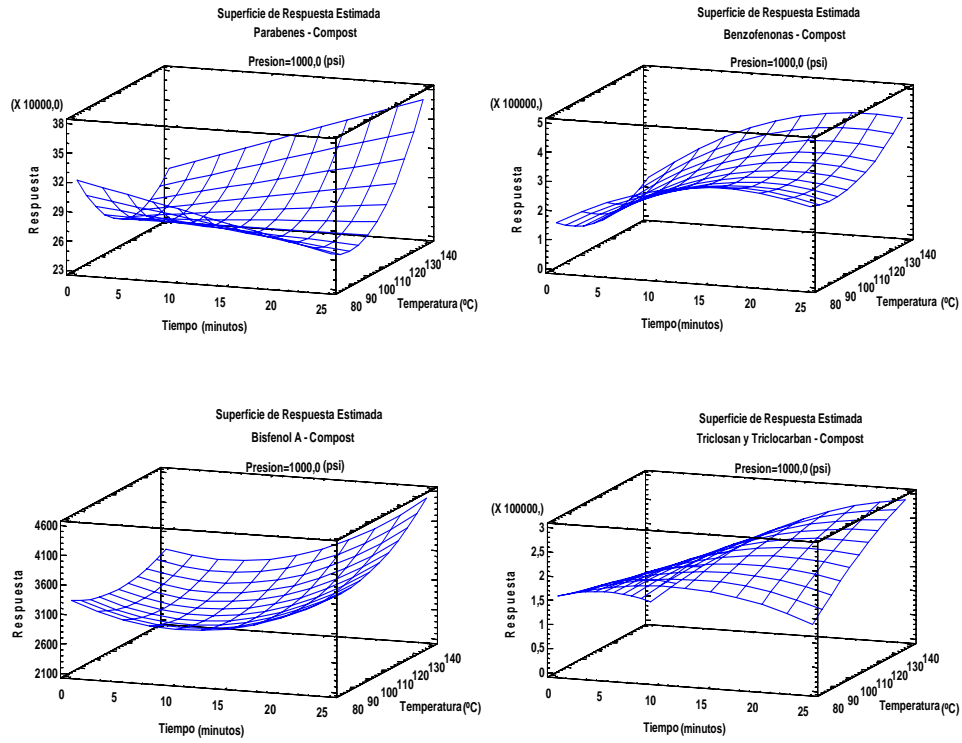 Superficie de Respuesta Estimada
Parabenes - Compost
Presion=1000,0 (psi)
(X 10000,0)
38
35
32
29
26
23
Respuesta
0
5
10
15
20
25
Tiempo (minutos)
80
90
100
110
120
130
140
Temperatura (ºC)
Superficie de Respuesta Estimada
Benzofenonas - Compost
Presion=1000,0 (psi)
(X 100000,)
5
4
3
2
1
0
Respuesta
0
5
10
15
20
25
Tiempo (minutos)
80
90
100
110
120
130
140
Temperatura (ºC)
Superficie de Respuesta Estimada
Bisfenol A - Compost
Presion=1000,0 (psi)
4600
4100
3600
3100
2600
2100
Respuesta
0
5
10
15
20
25
Tiempo (minutos)
80
90
100
110
120
130
140
Temperatura (ºC)
Superficie de Respuesta Estimada
Triclosan y Triclocarban - Compost
Presion=1000,0 (psi)
(X 100000,)
3
2,5
2
1,5
1
0,5
0
Respuesta
0
5
10
15
20
25
Tiempo (minutos)
80
90
100
110
120
130
140
Temperatura (ºC)